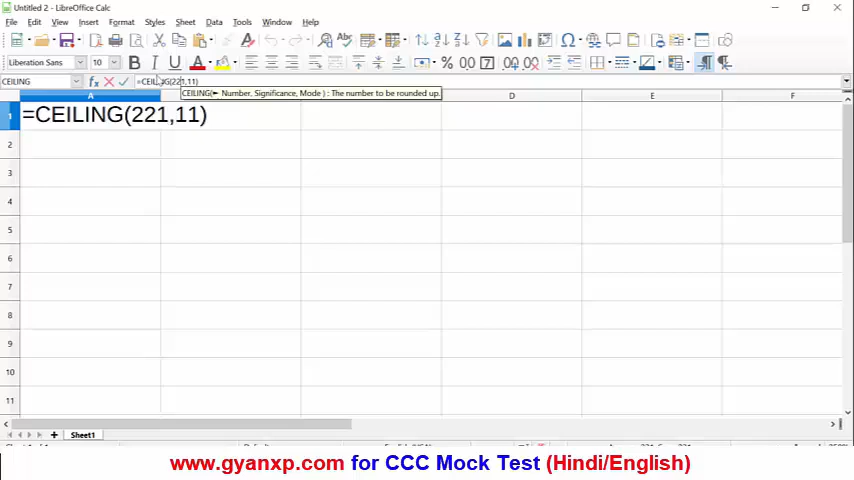 Untitled 2 - LibreOffice Calc
File Edit View Insert Format Styles Sheet Data Tools Window Help
Liberation Sans 10
CEILING =CEILING(221,11)
CEILING(► Number, Significance, Mode ) : The number to be rounded up.
A D E F
1 =CEILING(221,11)
2
3
4
5
6
7
8
9
10
11
Sheet1
www.gyanxp.com for CCC Mock Test (Hindi/English)